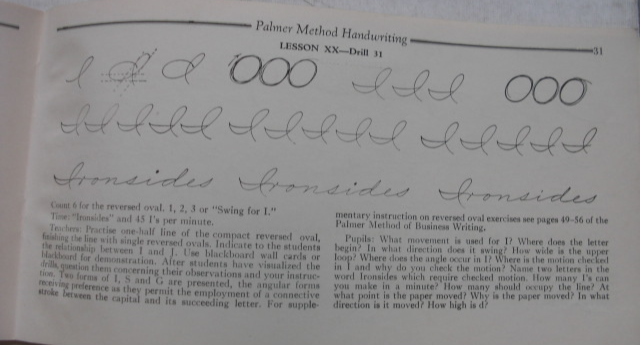 Palmer Method Handwriting
31
LESSON XX—Drill 31
I I I OOO I I I OOO
I I I I I I I I I I I I I I I I I
Ironsides Ironsides Ironsides
Count 6 for the reversed oval. 1, 2, 3 or "Swing for I."
Time: "Ironsides" and 45 I's per minute.
Teachers: Practise one-half line of the compact reversed oval,
finishing the line with single reversed ovals. Indicate to the students
the relationship between I and J. Use blackboard wall cards or
blackboard for demonstration. After students have visualized the
drills, question them concerning their observations and your instruc-
tion. Two forms of I, S and G are presented, the angular forms
receiving preference as they permit the employment of a connective
stroke between the capital and its succeeding letter. For supple-
mentary instruction on reversed oval exercises see pages 49-56 of the
Palmer Method of Business Writing.
Pupils: What movement is used for I? Where does the letter
begin? In what direction does it swing? How wide is the upper
loop? Where does the angle occur in I? Where is the motion checked
in I and why do you check the motion? Name two letters in the
word Ironsides which require checked motion. How many I's can
you make in a minute? How many should occupy the line? At
what point is the paper moved? Why is the paper moved? In what
direction is it moved? How high is d?